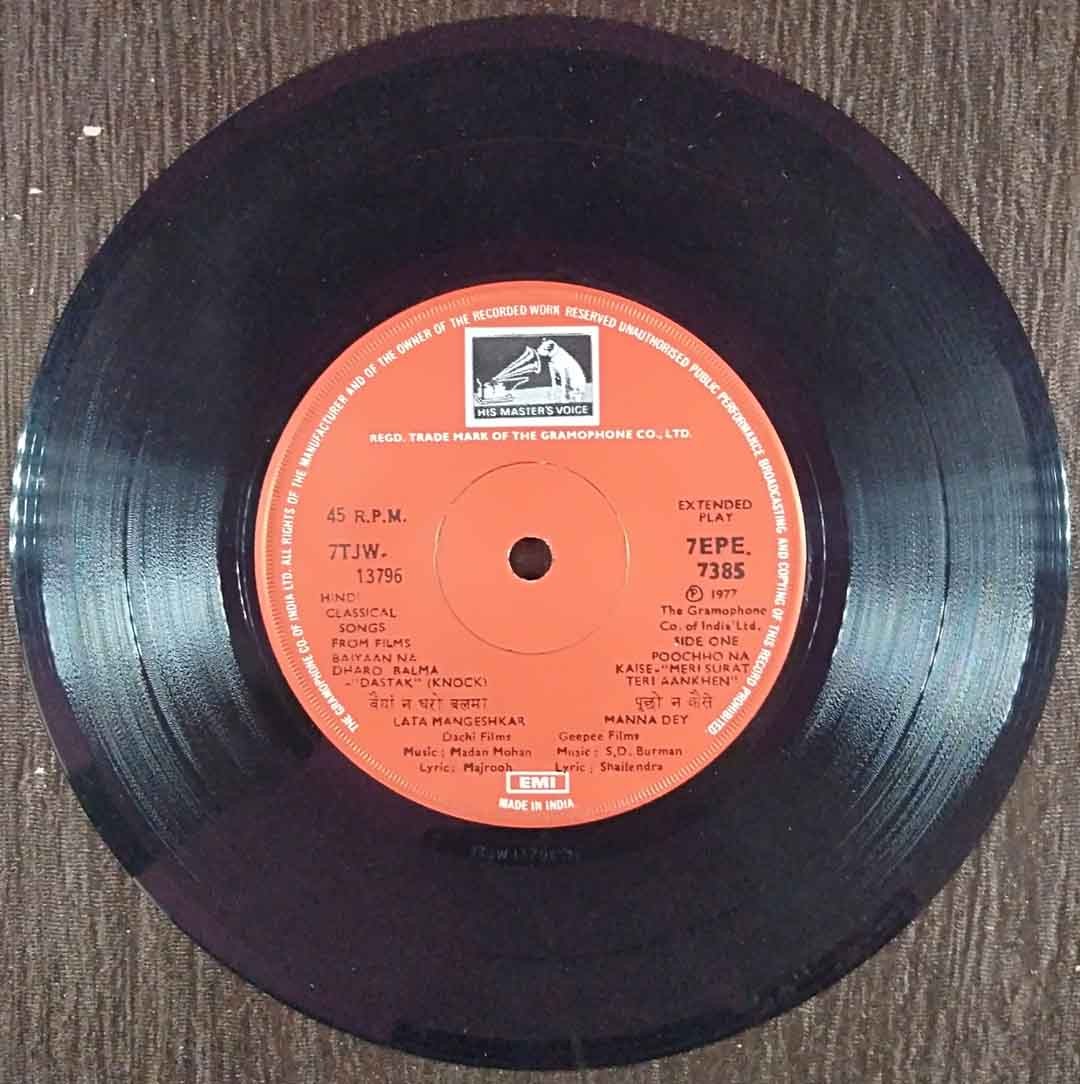 THE GRAMOPHONE CO. OF INDIA LTD. ALL RIGHTS OF THE MANUFACTURER AND OF THE OWNER OF THE RECORDED WORK RESERVED UNAUTHORISED PUBLIC PERFORMANCE BROADCASTING AND COPYING OF THIS RECORD PROHIBITED
HIS MASTER'S VOICE
REGD. TRADE MARK OF THE GRAMOPHONE CO., LTD.
45 R.P.M.
7TJW-
13796
HINDI
CLASSICAL
SONGS
FROM FILMS
BAIYAAN NA
DHARO BALMA
-"DASTAK" (KNOCK)
बैयां न धरो बलमा
LATA MANGESHKAR
Dachi Films
Music: Madan Mohan
Lyric: Majrooh
EXTENDED
PLAY
7EPE.
7385
Ⓟ 1977
The Gramophone
Co. of India Ltd.
SIDE ONE
POOCHHO NA
KAISE-"MERI SURAT
TERI AANKHEN"
पूछो न कैसे
MANNA DEY
Geepee Films
Music: S.D. Burman
Lyric: Shailendra
EMI
MADE IN INDIA